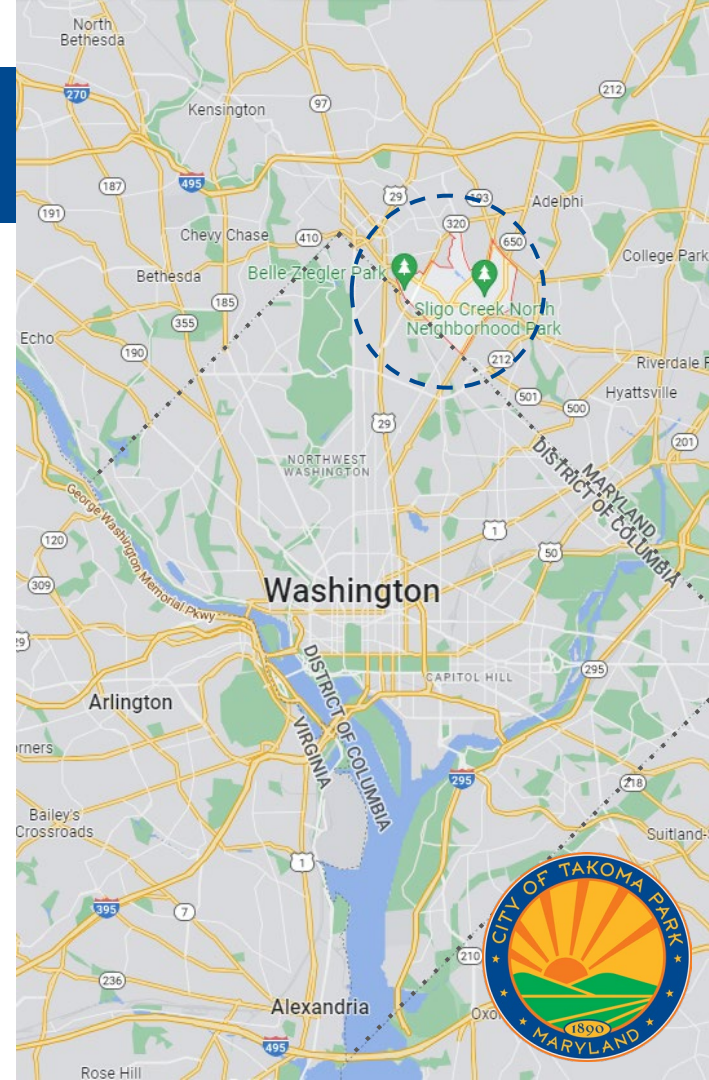 North
Bethesda
212
270
97
Kensington
495
187
29
193
Adelphi
191
320
Chevy Chase
410
650
College Park
Bethesda
Belle Ziegler Park
185
Sligo Creek North
Neighborhood Park
355
Echo
190
212
Riverdale
Hyattsville
501
500
29
201
NORTHWEST
WASHINGTON
MARYLAND
DISTRICT OF COLUMBIA
George Washington Memorial Pkwy
1
120
50
309
Washington
29
DISTRICT OF COLUMBIA
VIRGINIA
CAPITOL HILL
295
Arlington
rners
295
218
Bailey's
Crossroads
Suitland-
1
CITY OF TAKOMA PARK
395
7
210
236
Oxo
1890
MARYLAND
Alexandria
495
Rose Hill